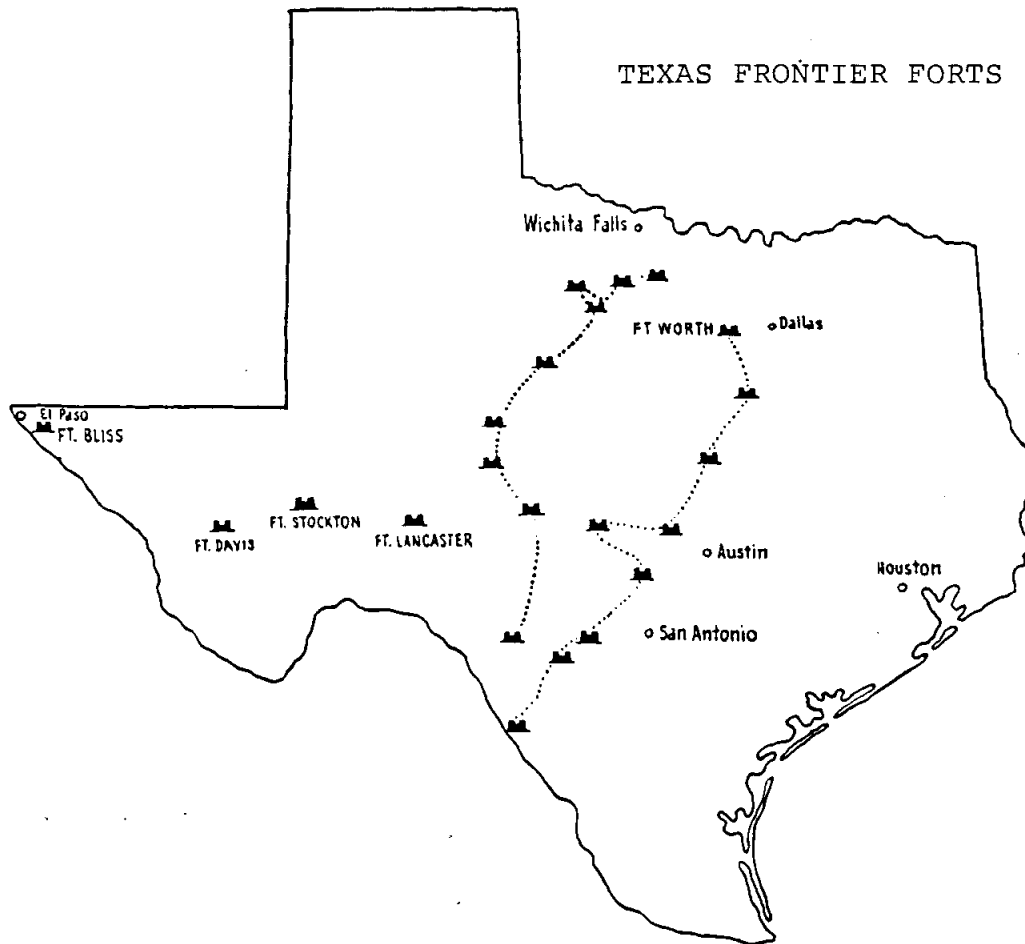 TEXAS FRONTIER FORTS
Wichita Falls
FT WORTH
Dallas
El Paso
FT. BLISS
FT. STOCKTON
FT. DAVIS
FT. LANCASTER
Austin
Houston
San Antonio